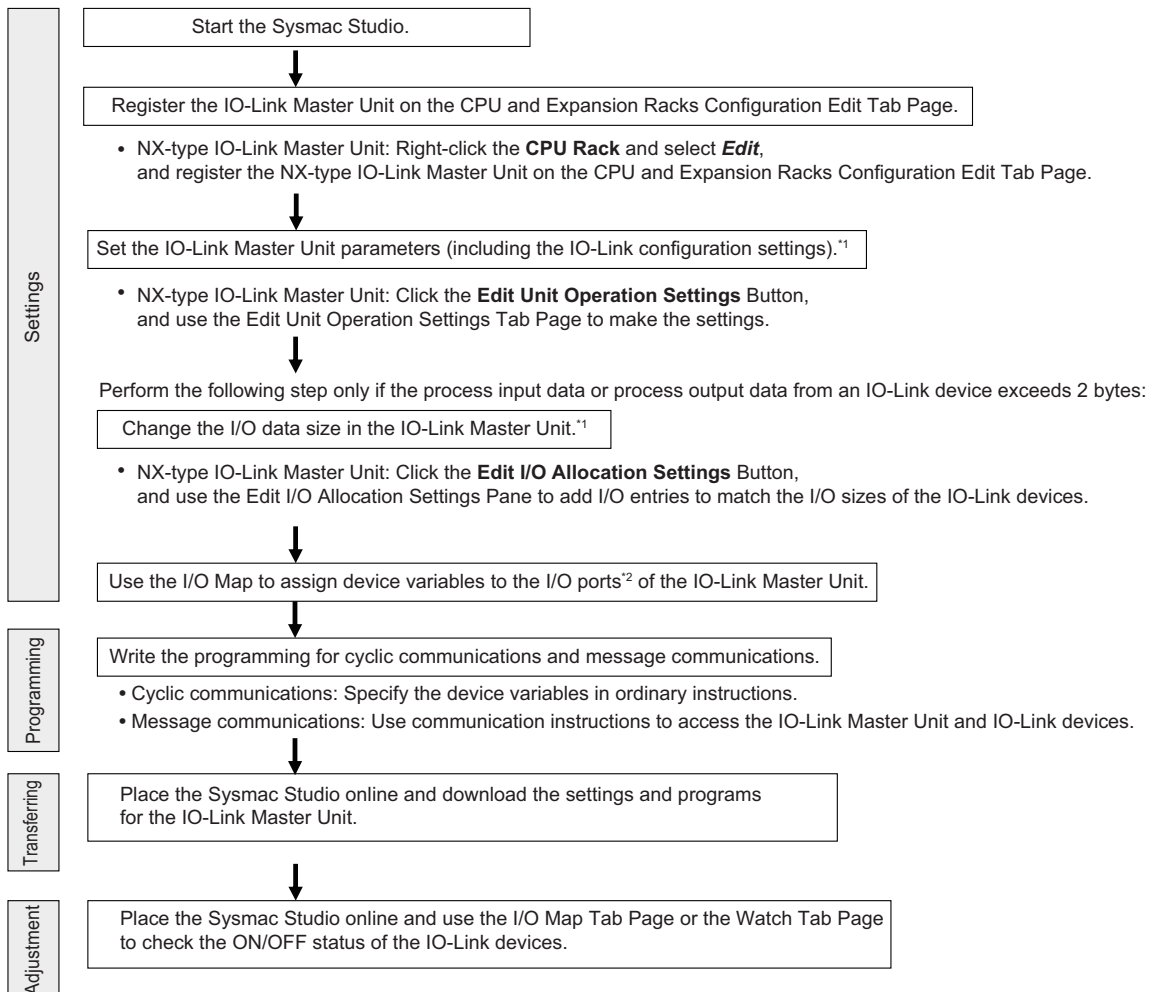 Settings
Start the Sysmac Studio.
Register the IO-Link Master Unit on the CPU and Expansion Racks Configuration Edit Tab Page.
• NX-type IO-Link Master Unit: Right-click the CPU Rack and select Edit,
and register the NX-type IO-Link Master Unit on the CPU and Expansion Racks Configuration Edit Tab Page.
Set the IO-Link Master Unit parameters (including the IO-Link configuration settings).*1
• NX-type IO-Link Master Unit: Click the Edit Unit Operation Settings Button,
and use the Edit Unit Operation Settings Tab Page to make the settings.
Perform the following step only if the process input data or process output data from an IO-Link device exceeds 2 bytes:
Change the I/O data size in the IO-Link Master Unit.*1
• NX-type IO-Link Master Unit: Click the Edit I/O Allocation Settings Button,
and use the Edit I/O Allocation Settings Pane to add I/O entries to match the I/O sizes of the IO-Link devices.
Use the I/O Map to assign device variables to the I/O ports*2 of the IO-Link Master Unit.
Programming
Write the programming for cyclic communications and message communications.
• Cyclic communications: Specify the device variables in ordinary instructions.
• Message communications: Use communication instructions to access the IO-Link Master Unit and IO-Link devices.
Transferring
Place the Sysmac Studio online and download the settings and programs
for the IO-Link Master Unit.
Adjustment
Place the Sysmac Studio online and use the I/O Map Tab Page or the Watch Tab Page
to check the ON/OFF status of the IO-Link devices.